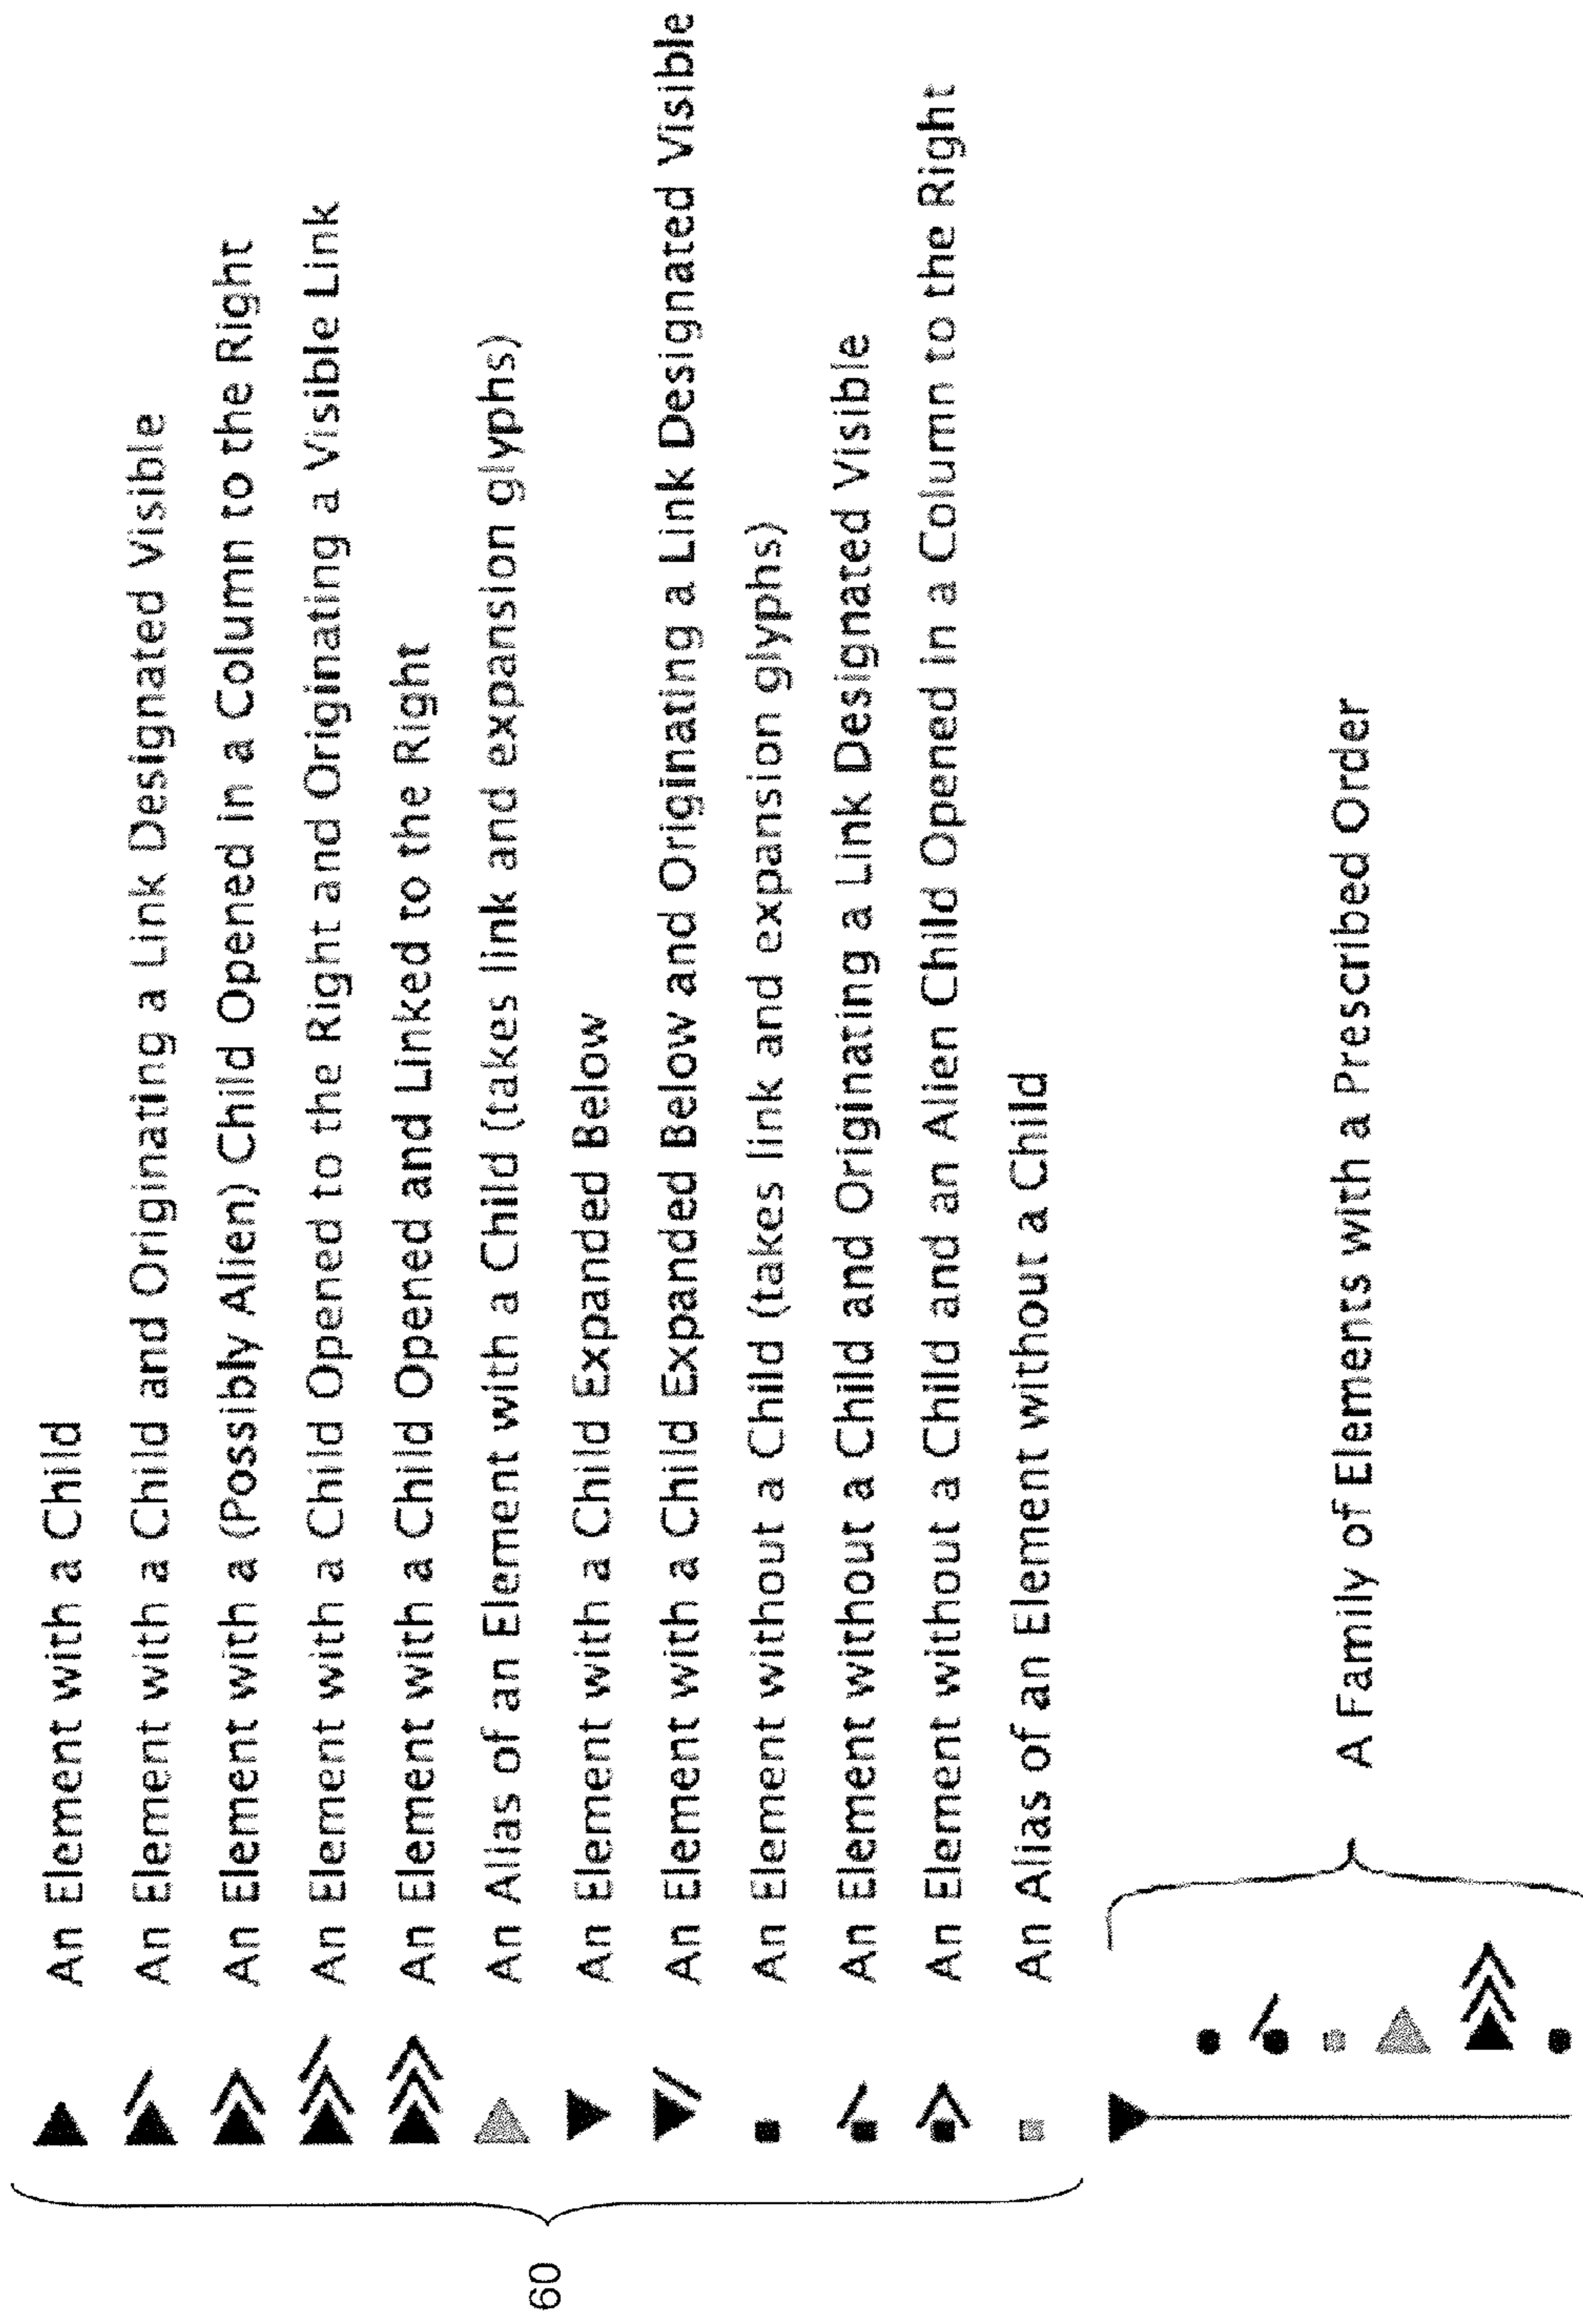 60
An Element with a Child
An Element with a Child and Originating a Link Designated Visible
An Element with a (Possibly Alien) Child Opened in a Column to the Right
An Element with a Child Opened to the Right and Originating a Visible Link
An Element with a Child Opened and Linked to the Right
An Alias of an Element with a Child (takes link and expansion glyphs)
An Element with a Child Expanded Below
An Element with a Child Expanded Below and Originating a Link Designated Visible
An Element without a Child (takes link and expansion glyphs)
An Element without a Child and Originating a Link Designated Visible
An Element without a Child and an Alien Child Opened in a Column to the Right
An Alias of an Element without a Child
A Family of Elements with a Prescribed Order